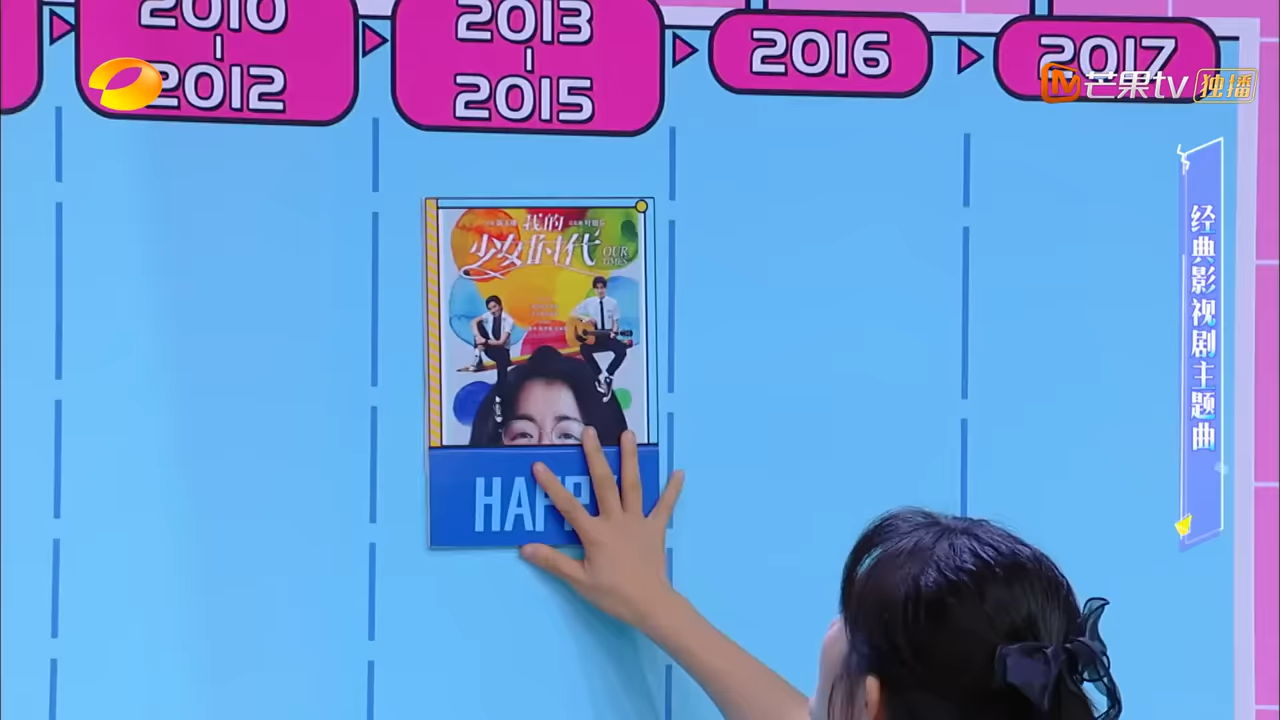 2010
-
2012
2013
-
2015
2016
2017
芒果tv 独播
经典影视剧主题曲
我的
少女时代
OUR
TIMES
HAPP